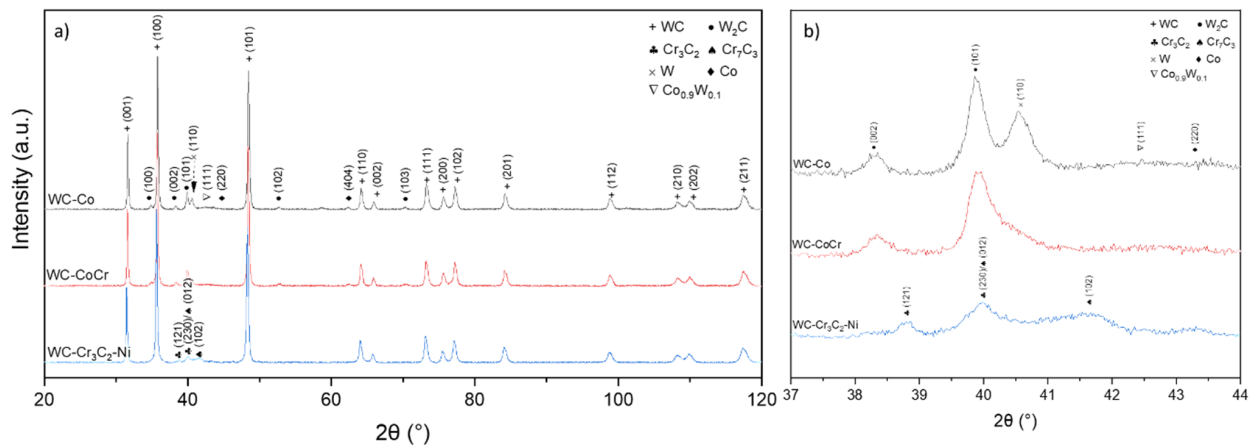 a)
+ WC • W₂C
♣ Cr₃C₂ ♠ Cr₇C₃
× W ♦ Co
▽ Co₀.₉W₀.₁
+ (001)
• (100)
+ (100)
• (002)
• (101)
× (110)
▽ (111)
♦ (220)
+ (101)
• (102)
• (404)
+ (110)
+ (002)
• (103)
+ (111)
+ (200)
+ (102)
+ (201)
+ (112)
+ (210)
+ (202)
+ (211)
WC-Co
WC-CoCr
♣ (121)
♣ (230)/♠ (012)
♣ (102)
WC-Cr₃C₂-Ni
Intensity (a.u.)
20 40 60 80 100 120
2θ (°)
b)
+ WC • W₂C
♣ Cr₃C₂ ♠ Cr₇C₃
× W ♦ Co
▽ Co₀.₉W₀.₁
• (002)
• (101)
× (110)
▽ (111)
♦ (220)
WC-Co
WC-CoCr
♣ (121)
♣ (230)/♠ (012)
♠ (102)
WC-Cr₃C₂-Ni
37 38 39 40 41 42 43 44
2θ (°)